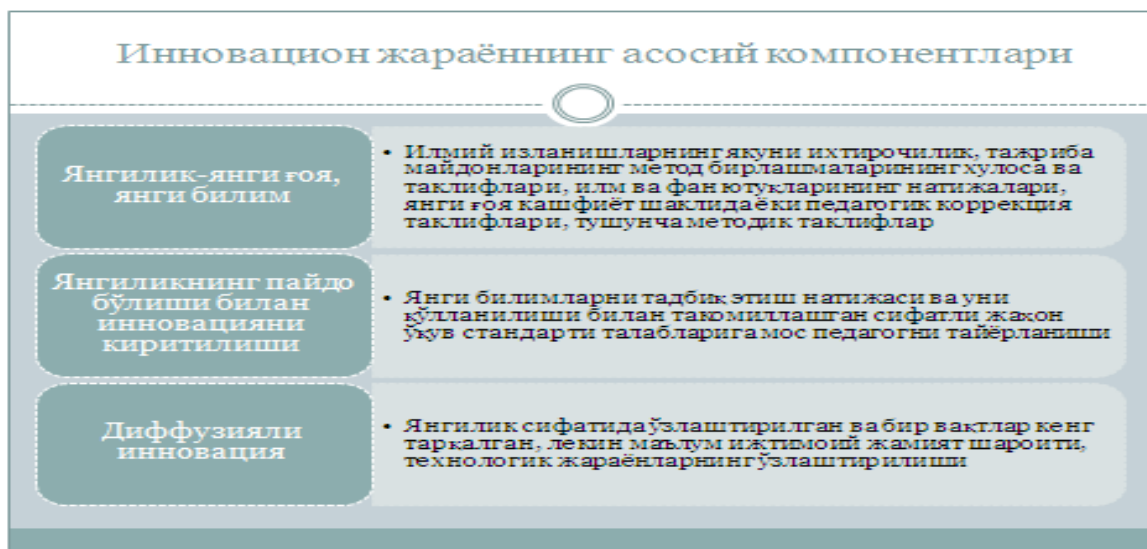 Инновацион жараённинг асосий компонентлари
Янгилик-янги ғоя,
янги билим
• Илмий изланишларнинг якуни ихтирочилик, тажриба
майдонларининг метод бирлашмаларининг хулоса ва
таклифлари, илм ва фан ютуқларининг натижалари,
янги ғоя кашфиёт шаклида ёки педагогик коррекция
таклифлари, тушунча методик таклифлар
Янгиликнинг пайдо
бўлиши билан
инновацияни
киритилиши
• Янги билимларни тадбиқ этиш натижаси ва уни
қўлланилиши билан такомиллашган сифатли жаҳон
ўқув стандарти талабларига мос педагогни тайёрланиши
Диффузияли
инновация
• Янгилик сифатида ўзлаштирилган ва бир вақтлар кенг
тарқалган, лекин маълум ижтимоий жамият шароити,
технологик жараёнларнинг ўзлаштирилиши